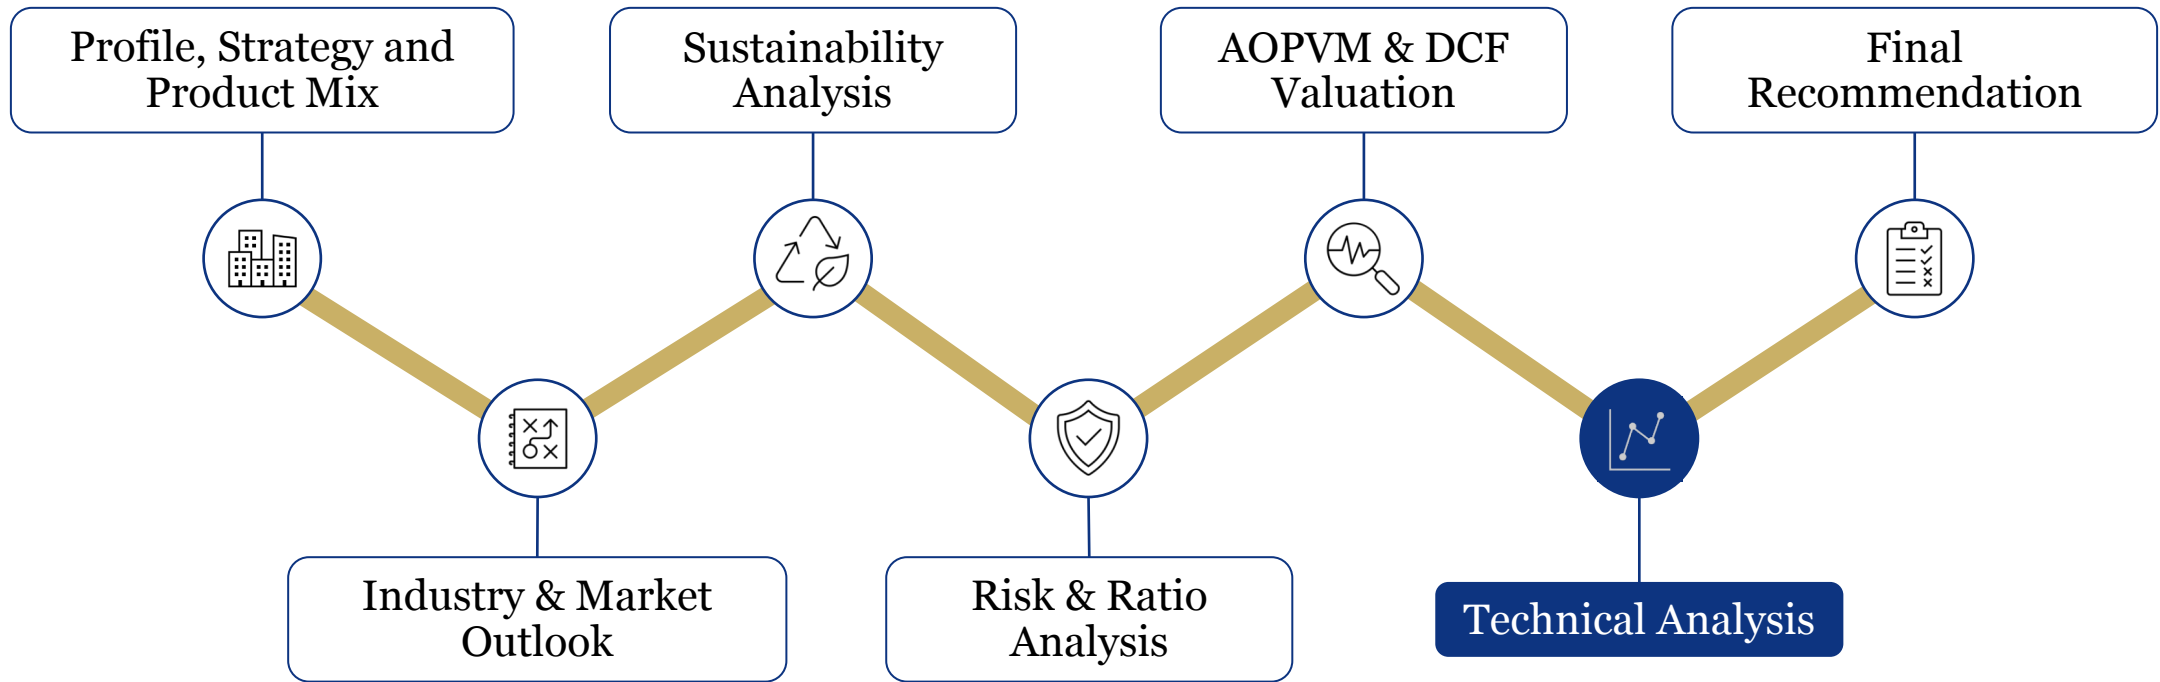 Profile, Strategy and
Product Mix
Sustainability
Analysis
AOPVM & DCF
Valuation
Final
Recommendation
Industry & Market
Outlook
Risk & Ratio
Analysis
Technical Analysis